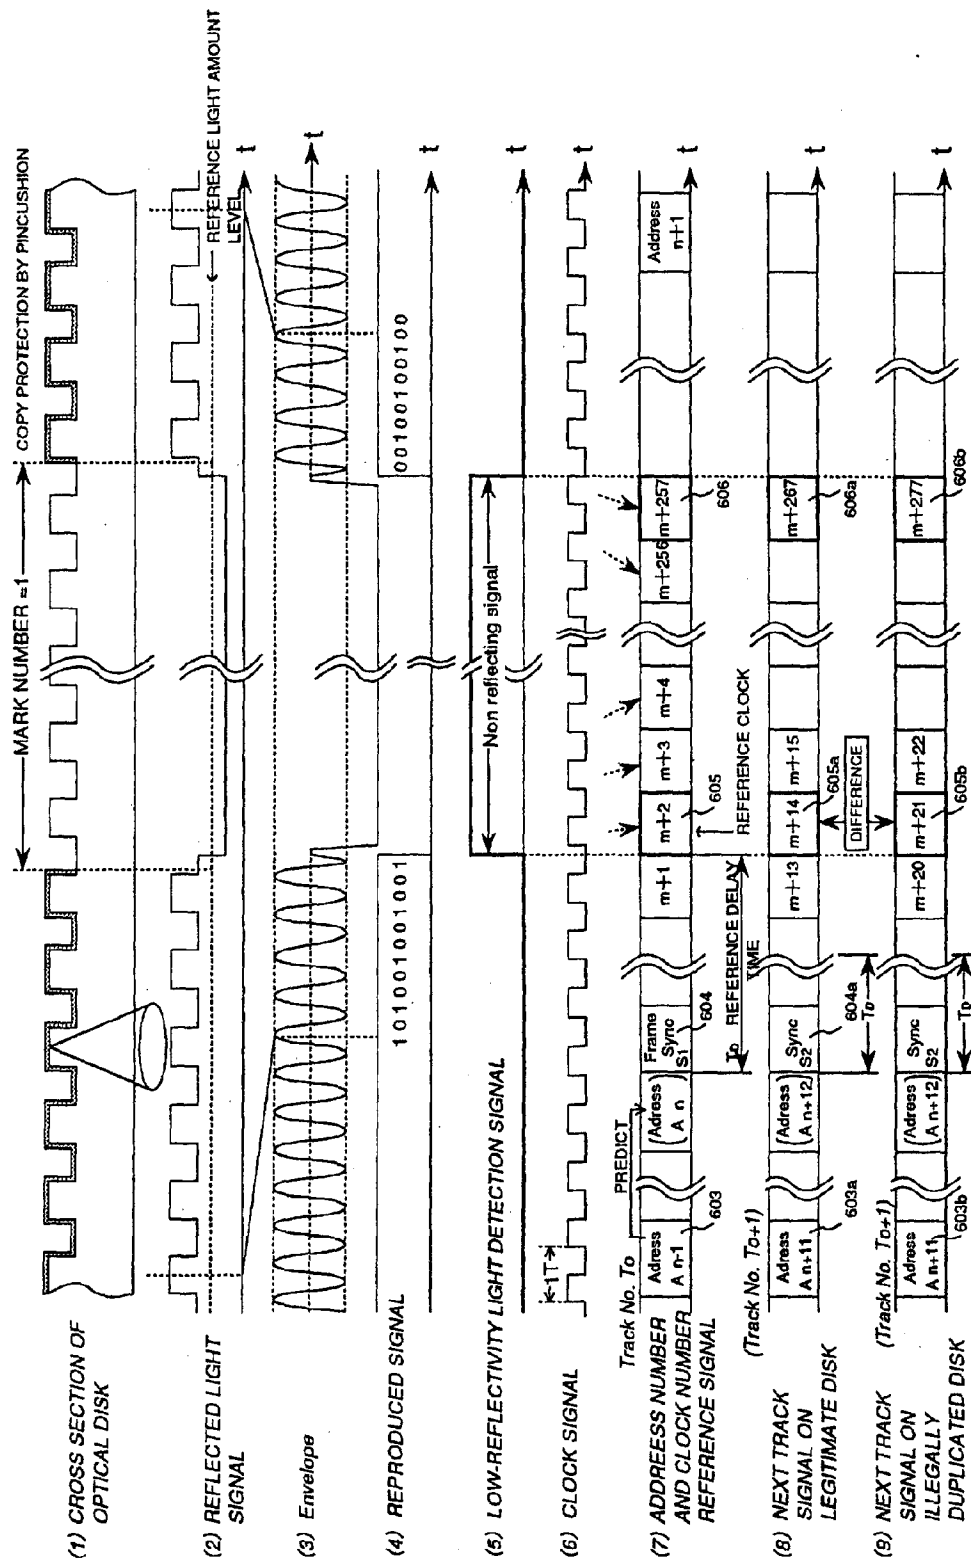 COPY PROTECTION BY PINCUSHION
MARK NUMBER =1
(1) CROSS SECTION OF
OPTICAL DISK
(2) REFLECTED LIGHT
SIGNAL
REFERENCE LIGHT AMOUNT
LEVEL
t
(3) Envelope
t
(4) REPRODUCED SIGNAL
101001001001
00100100100
t
(5) LOW-REFLECTIVITY LIGHT DETECTION SIGNAL
Non reflecting signal
t
(6) CLOCK SIGNAL
1T
t
Track No. To
PREDICT
(7) ADDREESS NUMBER
AND CLOCK NUMBER
REFERENCE SIGNAL
Adress
A n-1
603
(Adress
A n)
Frame
Sync
S1
604
m+1
m+2
605
m+3
m+4
m+256
m+257
606
Address
n+1
t
TD REFERENCE DELAY
TIME
REFERENCE CLOCK
(Track No. To+1)
(8) NEXT TRACK
SIGNAL ON
LEGITIMATE DISK
Adress
A n+11
603a
(Adress
A n+12)
Sync
S2
604a
m+13
m+14
605a
m+15
m+267
606a
t
TD
DIFFERENCE
(Track No. To+1)
(9) NEXT TRACK
SIGNAL ON
ILLEGALLY
DUPLICATED DISK
Adress
A n+11
603b
(Adress
A n+12)
Sync
S2
m+20
m+21
605b
m+22
m+277
606b
t
TD